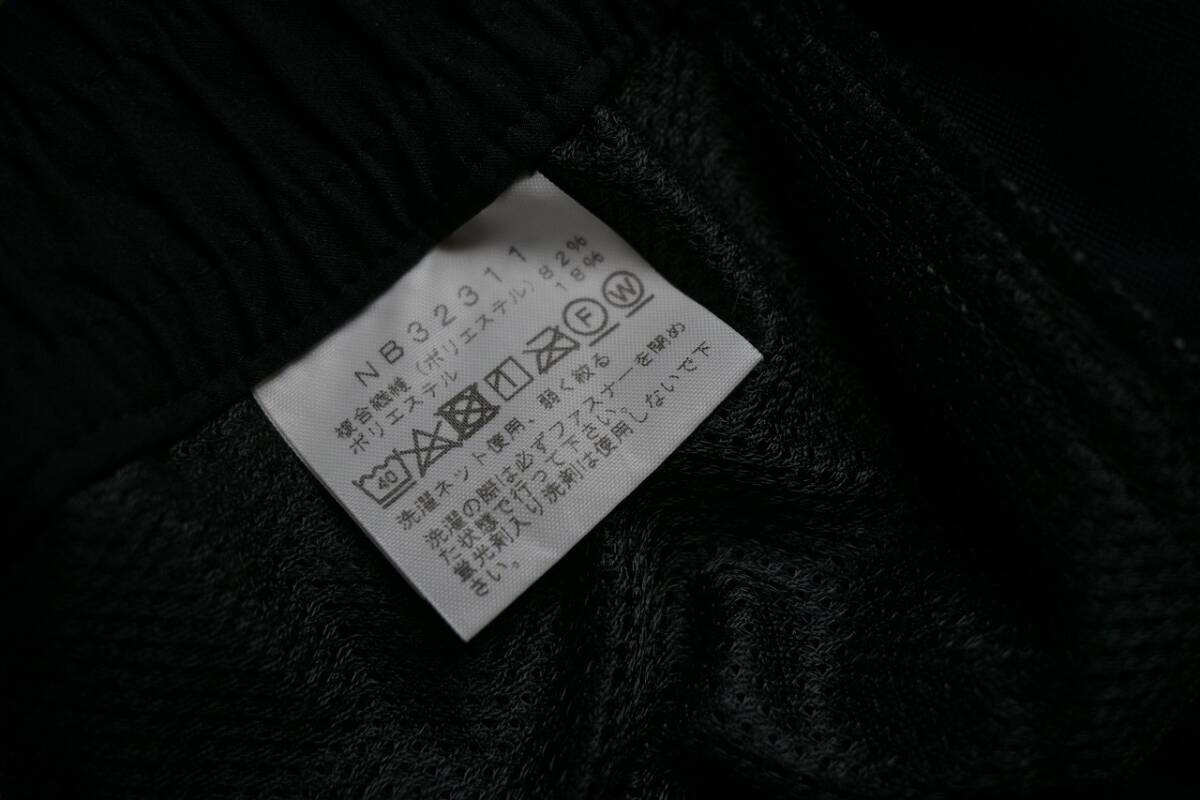 NB32311
複合繊維(ポリエステル)82%
ポリエステル 18%
40 F W
洗濯ネット使用、弱く絞る
洗濯の際は必ずファスナーを閉め
た状態で行って下さい。
蛍光剤入り洗剤は使用しないで下
さい。